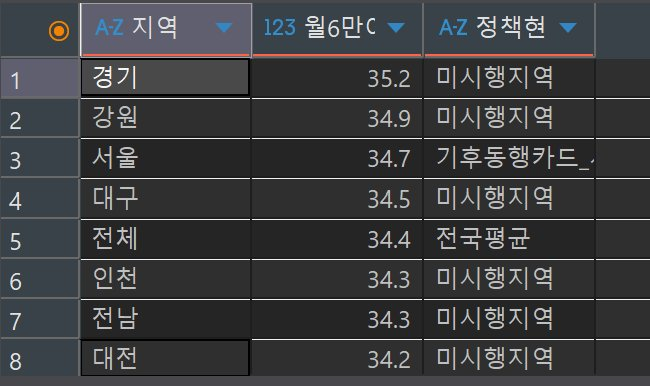 A-Z 지역 123 월6만 A-Z 정책현
1 경기 35.2 미시행지역
2 강원 34.9 미시행지역
3 서울 34.7 기후동행카드_
4 대구 34.5 미시행지역
5 전체 34.4 전국평균
6 인천 34.3 미시행지역
7 전남 34.3 미시행지역
8 대전 34.2 미시행지역